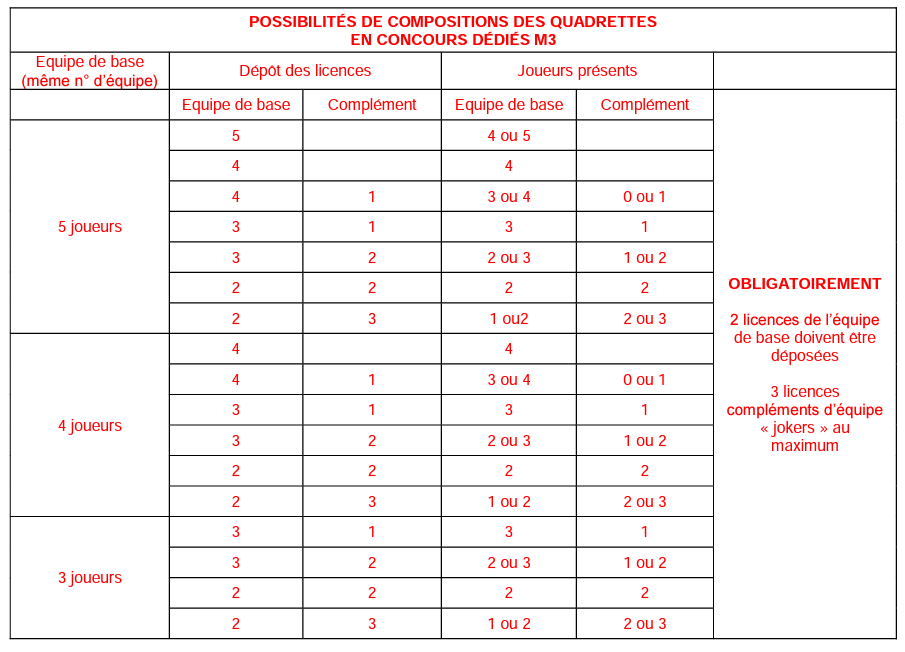 POSSIBILITÉS DE COMPOSITIONS DES QUADRETTES
EN CONCOURS DÉDIÉS M3
Equipe de base
(même n° d'équipe)
Dépôt des licences
Joueurs présents
Equipe de base Complément Equipe de base Complément
5 joueurs
5 4 ou 5
4 4
4 1 3 ou 4 0 ou 1
3 1 3 1
3 2 2 ou 3 1 ou 2
2 2 2 2
2 3 1 ou2 2 ou 3
4 joueurs
4 4
4 1 3 ou 4 0 ou 1
3 1 3 1
3 2 2 ou 3 1 ou 2
2 2 2 2
2 3 1 ou 2 2 ou 3
3 joueurs
3 1 3 1
3 2 2 ou 3 1 ou 2
2 2 2 2
2 3 1 ou 2 2 ou 3
OBLIGATOIREMENT
2 licences de l'équipe
de base doivent être
déposées
3 licences
compléments d'équipe
« jokers » au
maximum